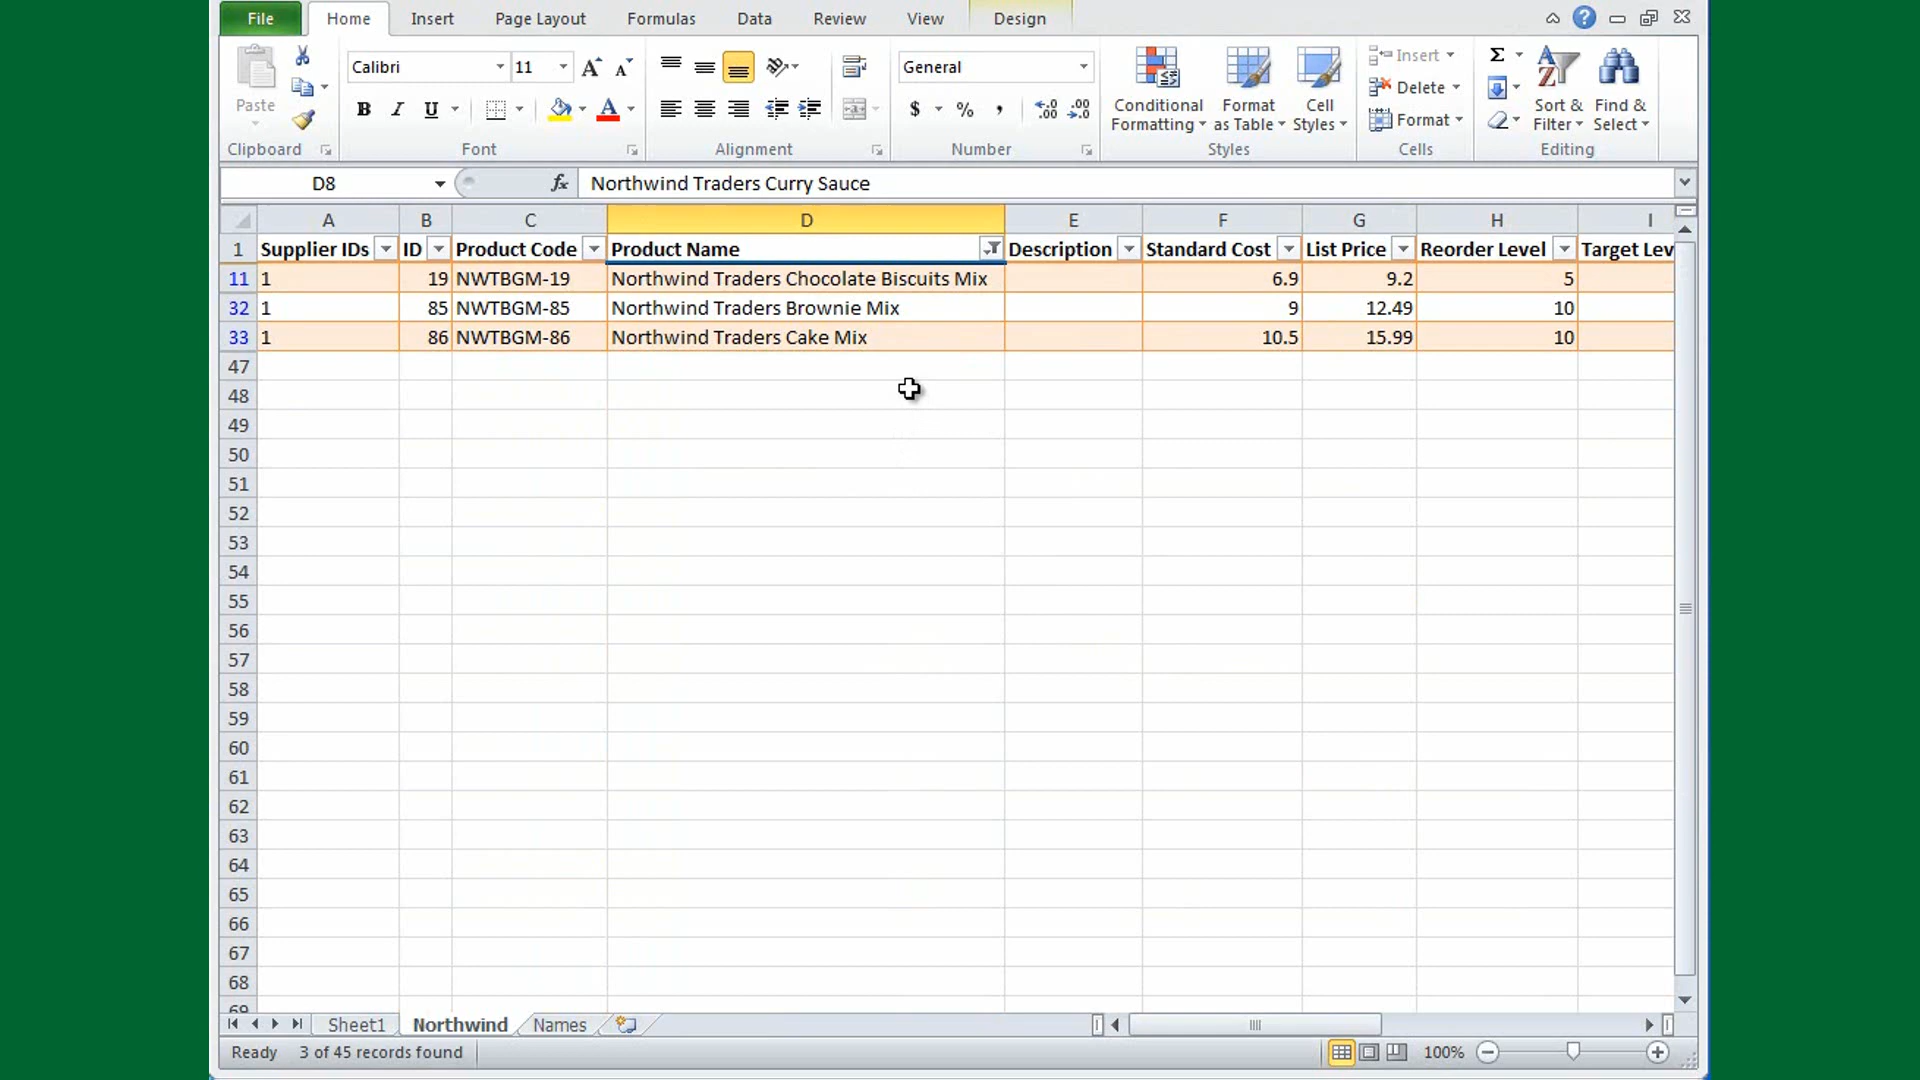 File Home Insert Page Layout Formulas Data Review View Design
Calibri 11 General
Paste
B I U A $ % ,
Conditional Formatting Format as Table Cell Styles
Insert
Delete
Format
Σ
Sort & Filter Find & Select
Clipboard Font Alignment Number Styles Cells Editing
D8 fx Northwind Traders Curry Sauce
A B C D E F G H I
1 Supplier IDs ID Product Code Product Name Description Standard Cost List Price Reorder Level Target Lev
11 1 19 NWTBGM-19 Northwind Traders Chocolate Biscuits Mix 6.9 9.2 5
32 1 85 NWTBGM-85 Northwind Traders Brownie Mix 9 12.49 10
33 1 86 NWTBGM-86 Northwind Traders Cake Mix 10.5 15.99 10
47
48
49
50
51
52
53
54
55
56
57
58
59
60
61
62
63
64
65
66
67
68
69
Sheet1 Northwind Names
Ready 3 of 45 records found 100%